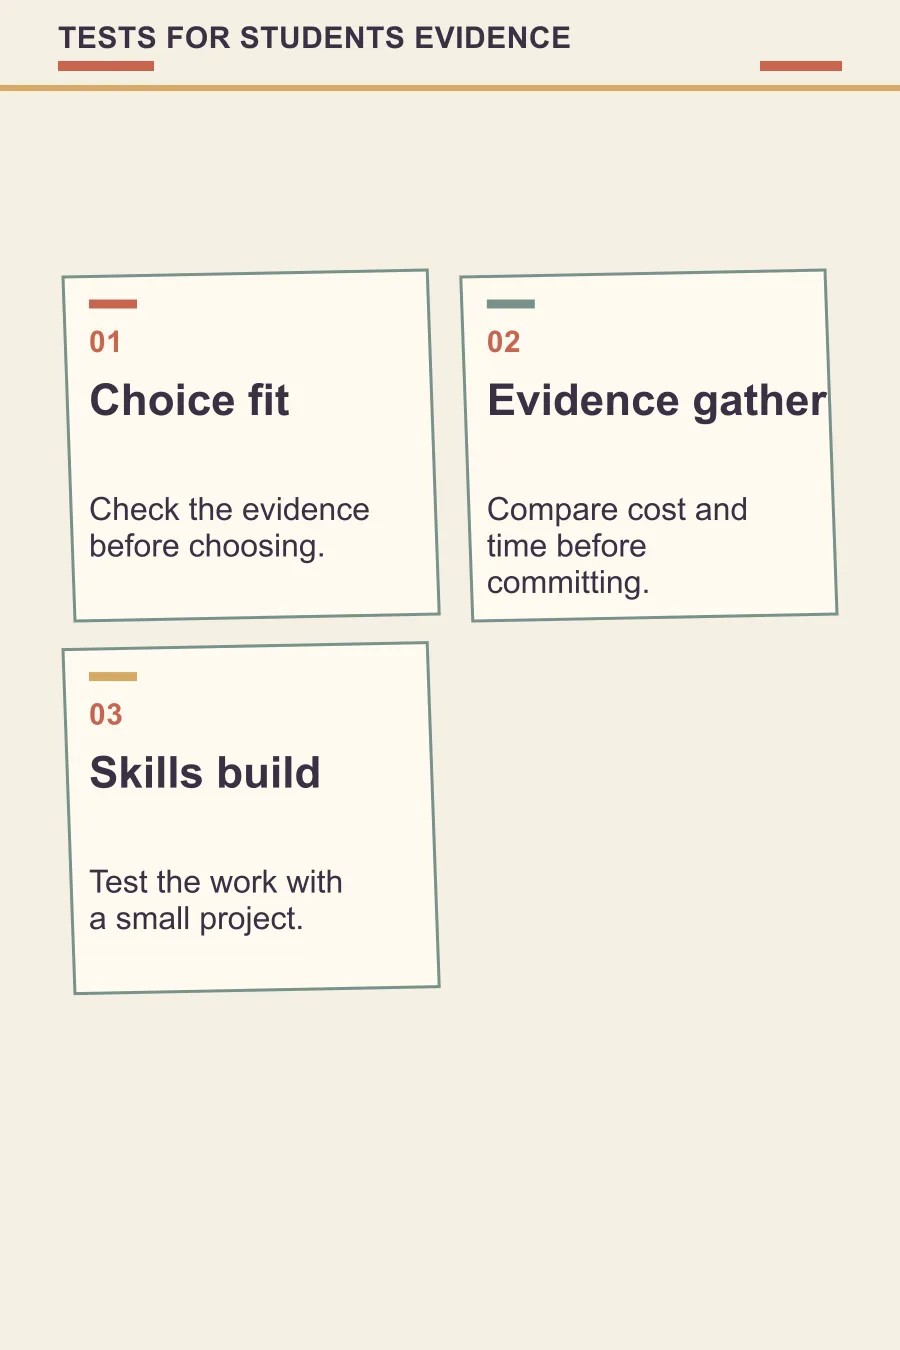 TESTS FOR STUDENTS EVIDENCE
01
Choice fit
Check the evidence
before choosing.
02
Evidence gather
Compare cost and
time before
committing.
03
Skills build
Test the work with
a small project.